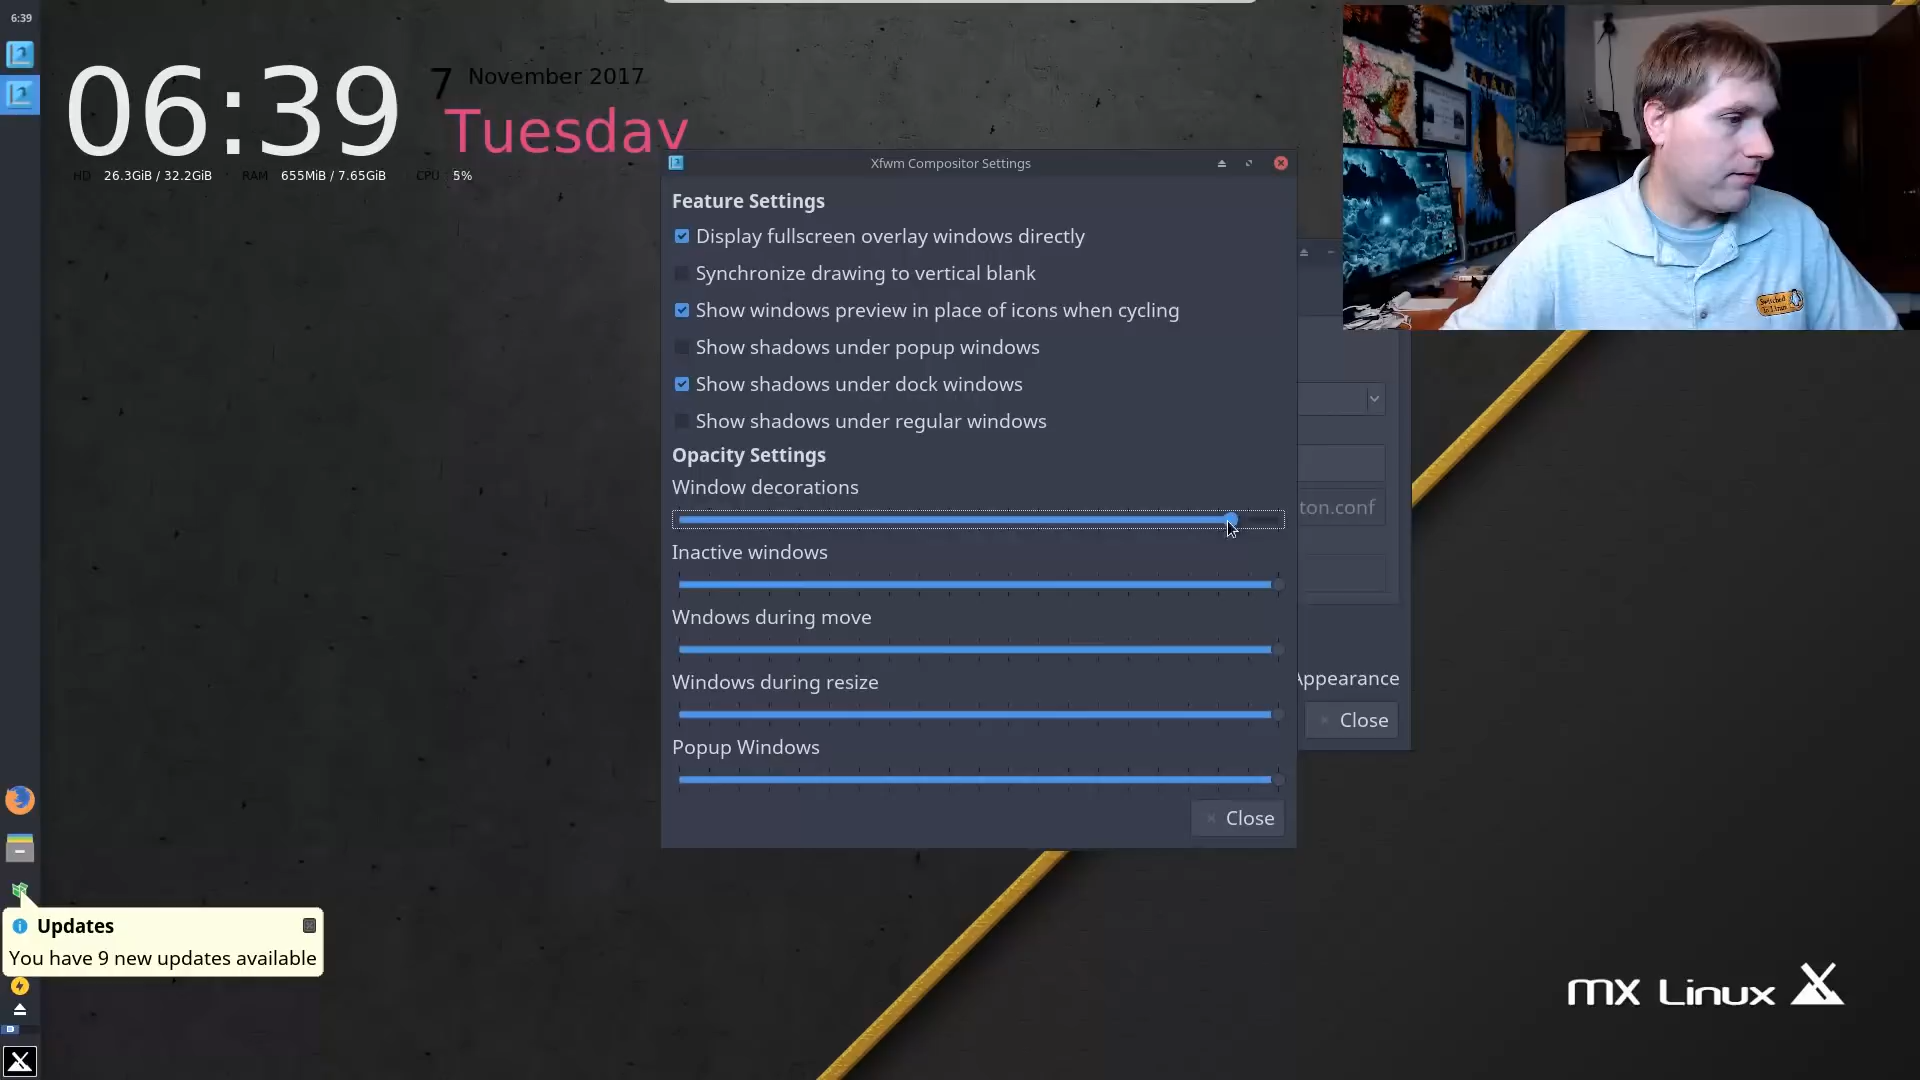 6:39
06:39
7 November 2017
Tuesday
HD 26.3GiB / 32.2GiB RAM 655MiB / 7.65GiB CPU 5%
Xfwm Compositor Settings
Feature Settings
Display fullscreen overlay windows directly
Synchronize drawing to vertical blank
Show windows preview in place of icons when cycling
Show shadows under popup windows
Show shadows under dock windows
Show shadows under regular windows
Opacity Settings
Window decorations
Inactive windows
Wndows during move
Windows during resize
Popup Windows
Close
ton.conf
Appearance
Close
Switched
To Linux
Updates
You have 9 new updates available
mx Linux